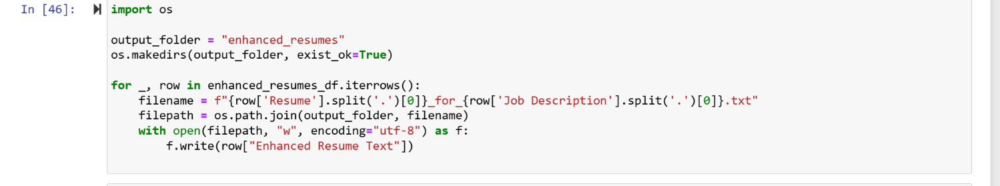 In [46]:
import os
output_folder = "enhanced_resumes"
os.makedirs(output_folder, exist_ok=True)
for _, row in enhanced_resumes_df.iterrows():
    filename = f"{row['Resume'].split('.')[0]}_for_{row['Job Description'].split('.')[0]}.txt"
    filepath = os.path.join(output_folder, filename)
    with open(filepath, "w", encoding="utf-8") as f:
        f.write(row["Enhanced Resume Text"])